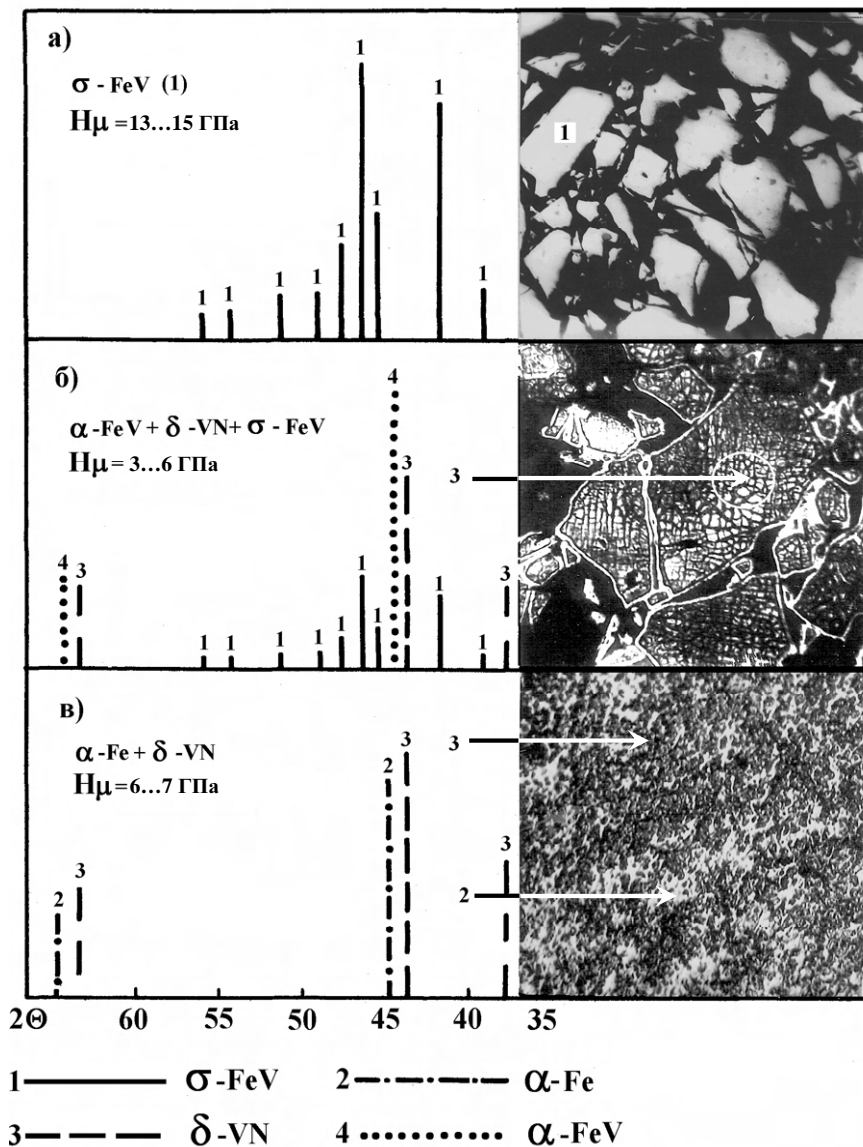 а)
σ - FeV (1)
Hμ = 13...15 ГПа
1 1 1 1 1 1 1 1 1
1
б)
α -FeV + δ -VN + σ - FeV
Hμ = 3...6 ГПа
4 3 1 1 1 1 1 1 1 4 3 1 1 3
3
в)
α -Fe + δ -VN
Hμ = 6...7 ГПа
2 3 2 3 3
3
2
2Θ 60 55 50 45 40 35
1 σ -FeV 2 α-Fe
3 δ -VN 4 α -FeV